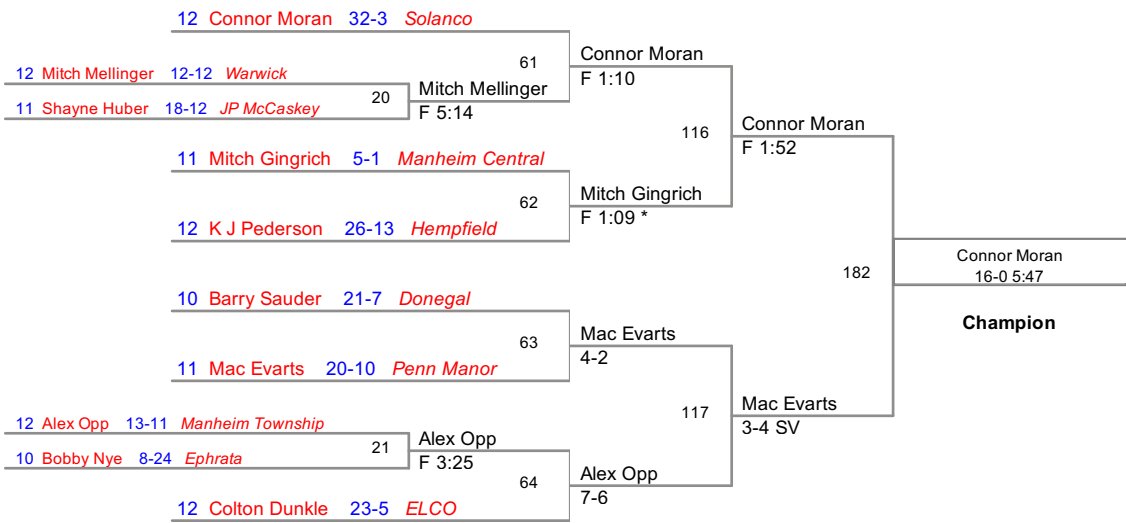 12 Connor Moran 32-3 Solanco
61
Connor Moran
F 1:10
12 Mitch Mellinger 12-12 Warwick
20
Mitch Mellinger
F 5:14
11 Shayne Huber 18-12 JP McCaskey
116
Connor Moran
F 1:52
11 Mitch Gingrich 5-1 Manheim Central
62
Mitch Gingrich
F 1:09 *
12 K J Pederson 26-13 Hempfield
182
Connor Moran
16-0 5:47
Champion
10 Barry Sauder 21-7 Donegal
63
Mac Evarts
4-2
11 Mac Evarts 20-10 Penn Manor
117
Mac Evarts
3-4 SV
12 Alex Opp 13-11 Manheim Township
21
Alex Opp
F 3:25
10 Bobby Nye 8-24 Ephrata
64
Alex Opp
7-6
12 Colton Dunkle 23-5 ELCO